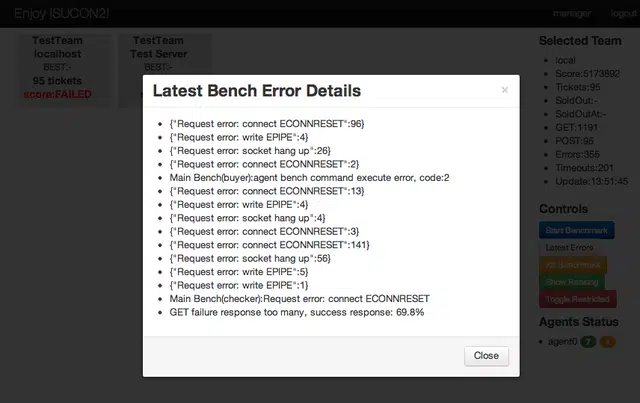 Enjoy ISUCON2!
manager
logout
TestTeam
localhost
BEST:-
95 tickets
score:FAILED
TestTeam
Test Server
BEST:-
Latest Bench Error Details
×
{"Request error: connect ECONNRESET":96}
{"Request error: write EPIPE":4}
{"Request error: socket hang up":26}
{"Request error: connect ECONNRESET":2}
Main Bench(buyer):agent bench command execute error, code:2
{"Request error: connect ECONNRESET":13}
{"Request error: write EPIPE":4}
{"Request error: socket hang up":4}
{"Request error: connect ECONNRESET":3}
{"Request error: connect ECONNRESET":141}
{"Request error: socket hang up":56}
{"Request error: write EPIPE":5}
{"Request error: write EPIPE":1}
Main Bench(checker):Request error: connect ECONNRESET
GET failure response too many, success response: 69.8%
Close
Selected Team
local
Score:5173892
Tickets:95
SoldOut:-
SoldOutAt:-
GET:1191
POST:95
Errors:356
Timeouts:201
Update:13:51:45
Controls
Start Benchmark
Latest Errors
Kill Benchmark
Show Ranking
Toggle Restricted
Agents Status
agent0 7